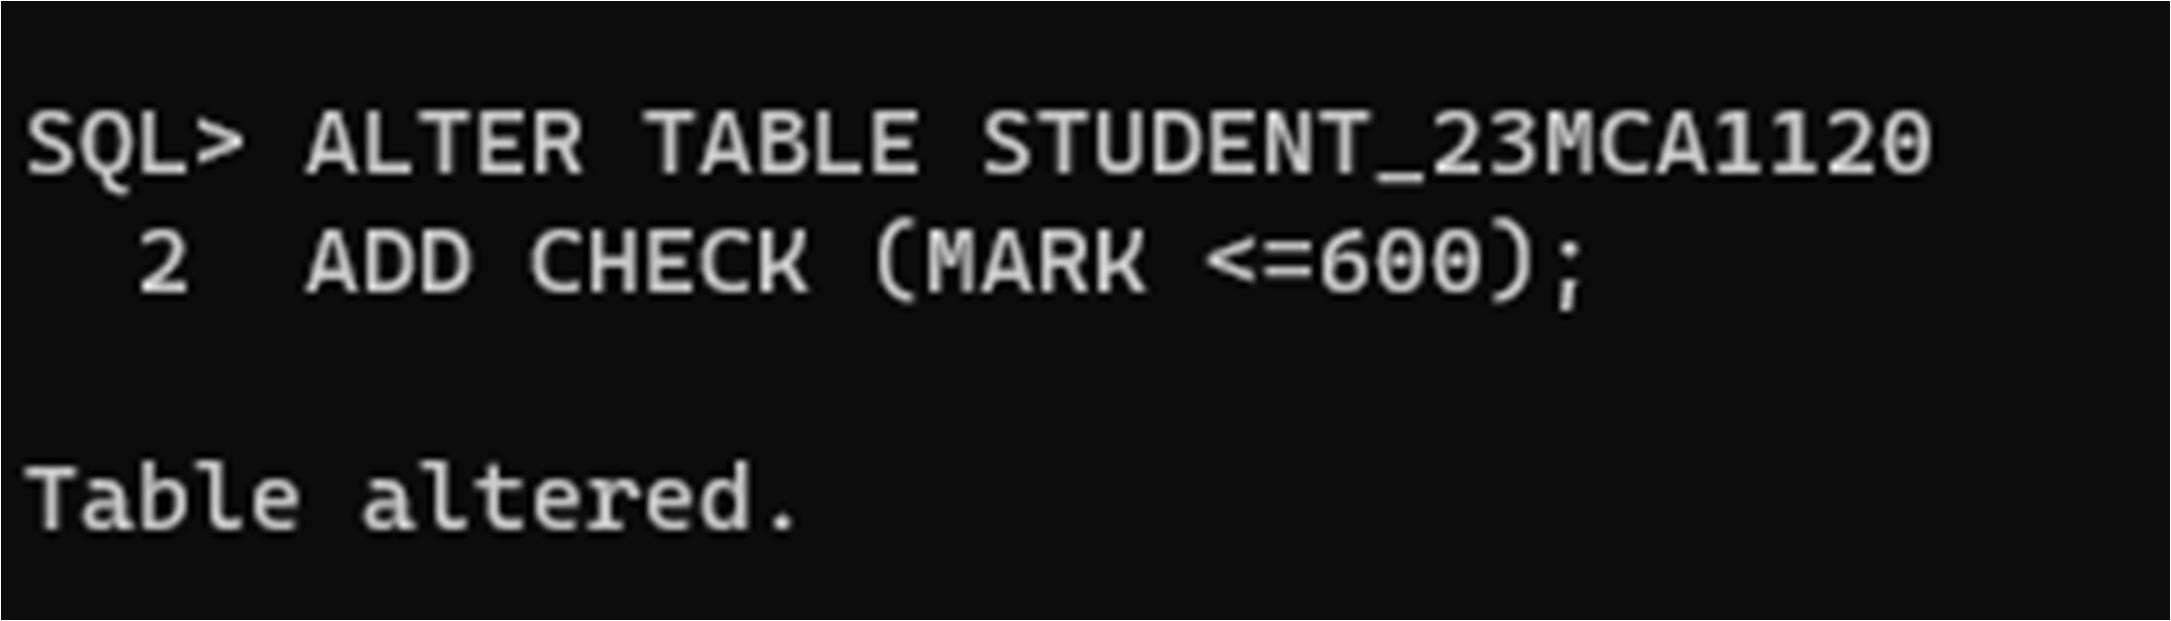 SQL> ALTER TABLE STUDENT_23MCA1120
2 ADD CHECK (MARK <=600);
Table altered.